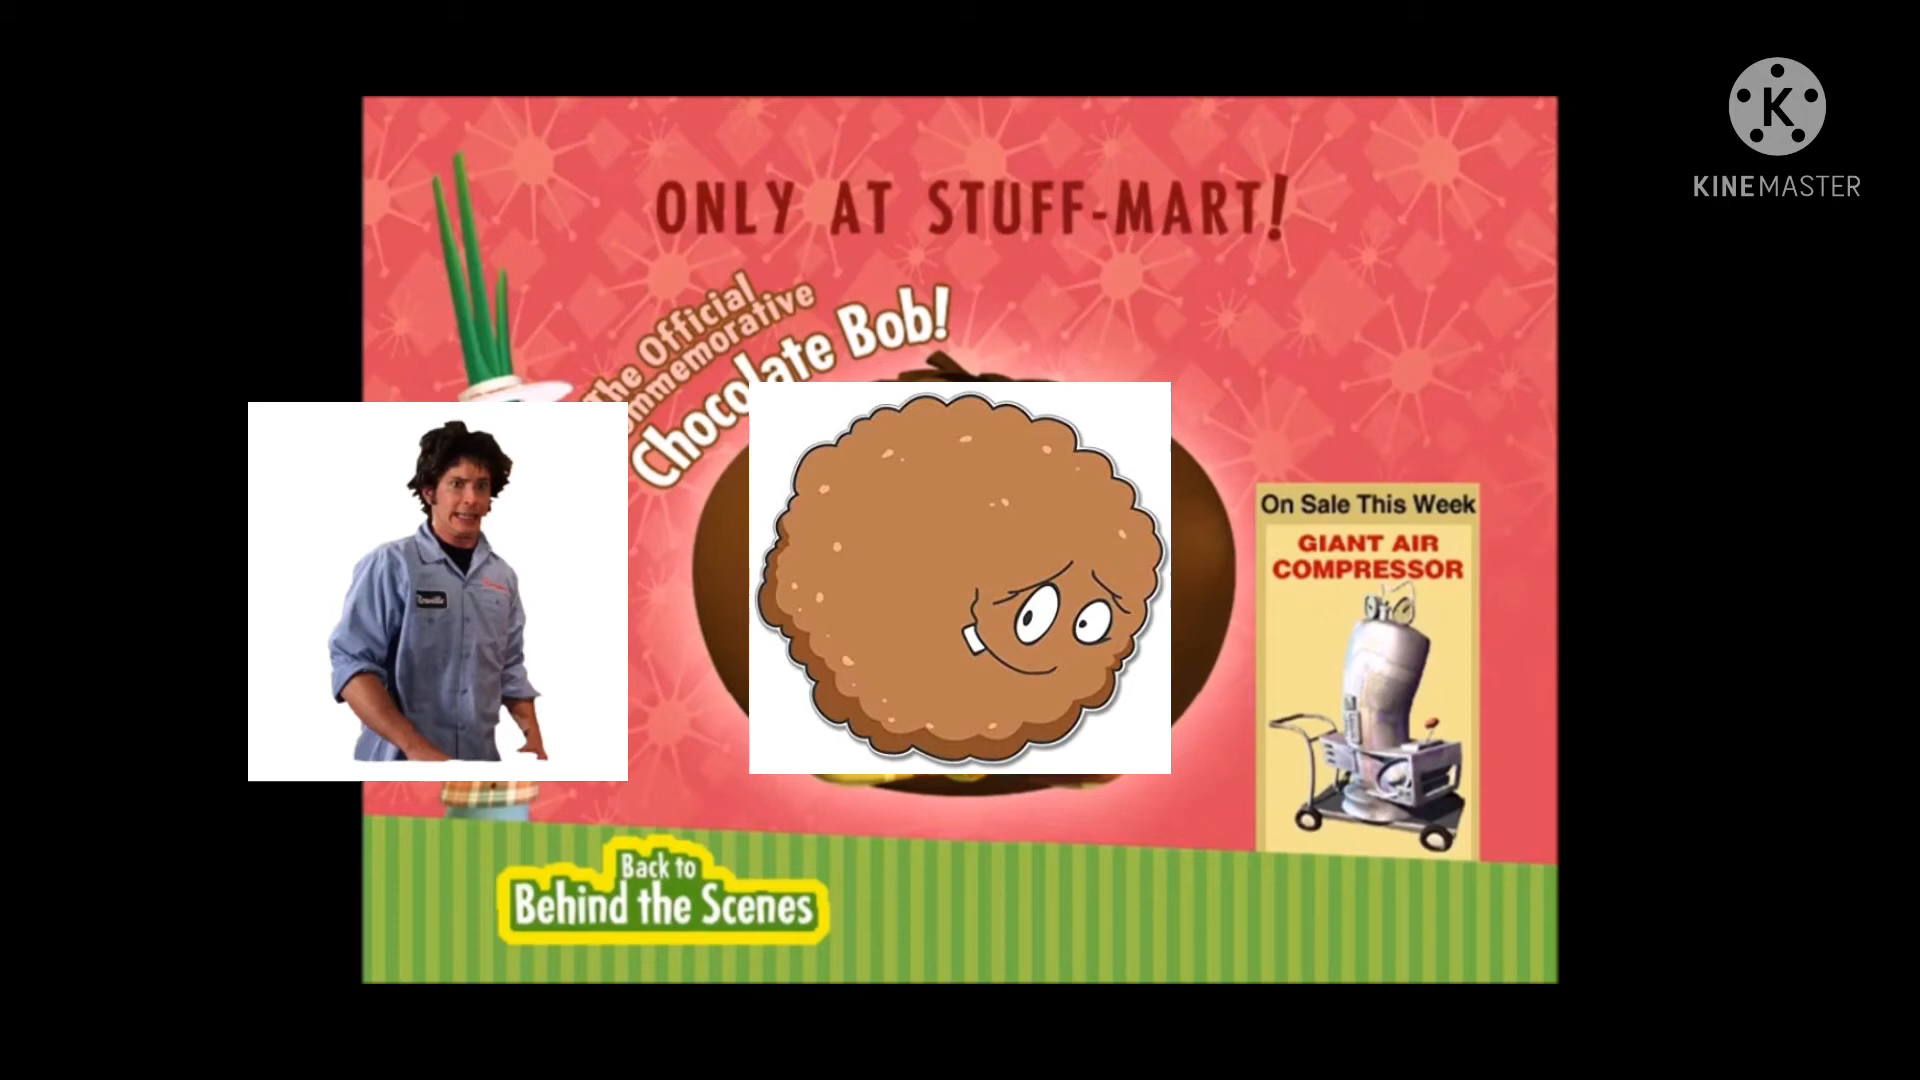 KINEMASTER
ONLY AT STUFF-MART!
The Official
Chocolate Bob!
On Sale This Week
GIANT AIR
COMPRESSOR
Back to
Behind the Scenes